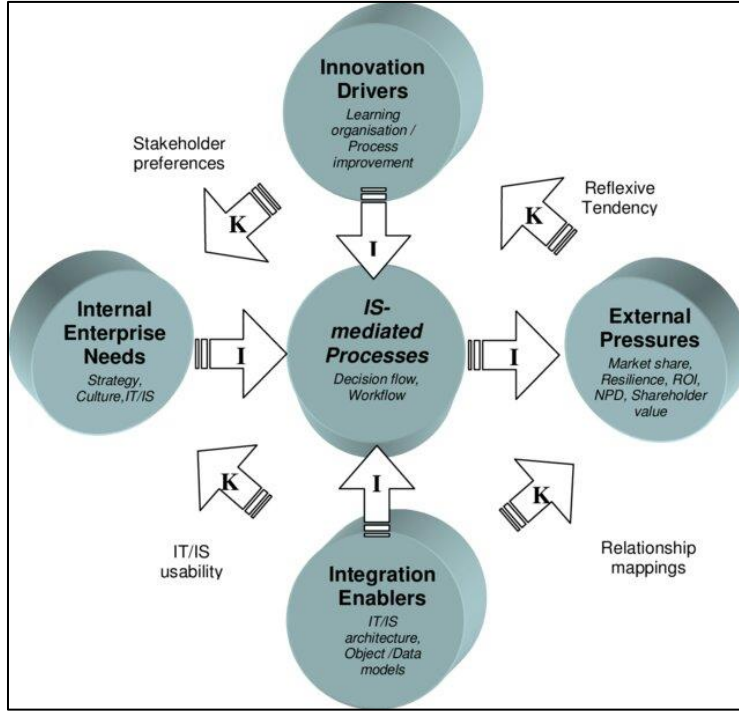 Innovation
Drivers
Learning
organisation /
Process
improvement
Stakeholder
preferences
Reflexive
Tendency
K
K
I
Internal
Enterprise
Needs
Strategy,
Culture,IT/IS
I
IS-
mediated
Processes
Decision flow,
Workflow
I
External
Pressures
Market share,
Resilience, ROI,
NPD, Shareholder
value
K
I
K
IT/IS
usability
Relationship
mappings
Integration
Enablers
IT/IS
architecture,
Object /Data
models